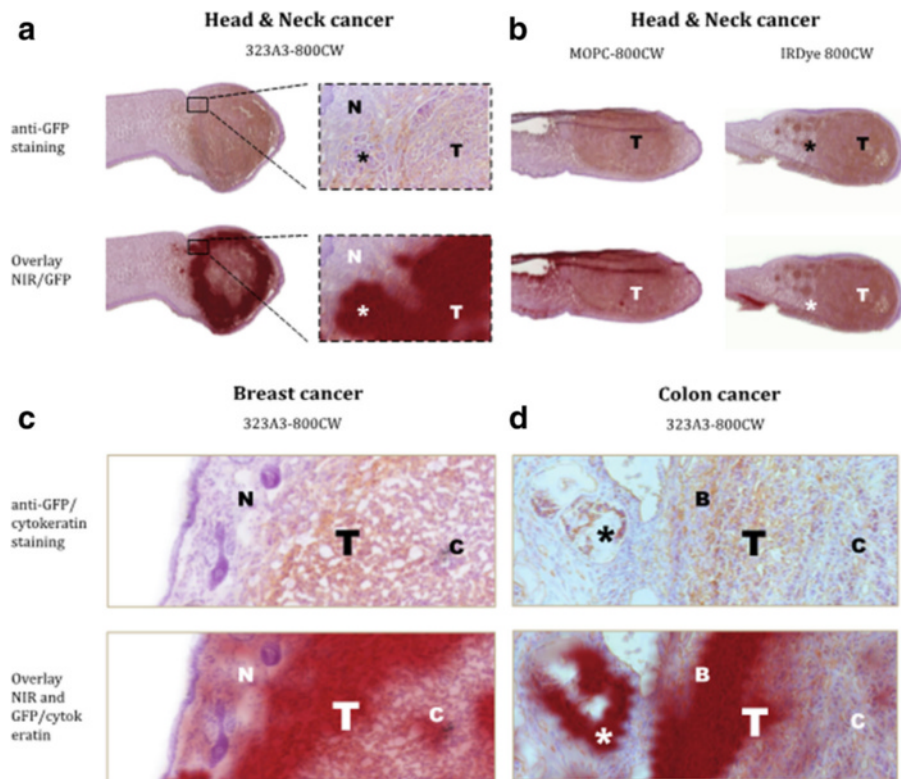 a
Head & Neck cancer
323A3-800CW
b
Head & Neck cancer
MOPC-800CW
IRDye 800CW
anti-GFP
staining
N
*
T
T
*
T
Overlay
NIR/GFP
N
*
T
T
*
T
c
Breast cancer
323A3-800CW
d
Colon cancer
323A3-800CW
anti-GFP/
cytokeratin
staining
N
T
C
*
B
T
C
Overlay
NIR and
GFP/cytok
eratin
N
T
C
*
B
T
C